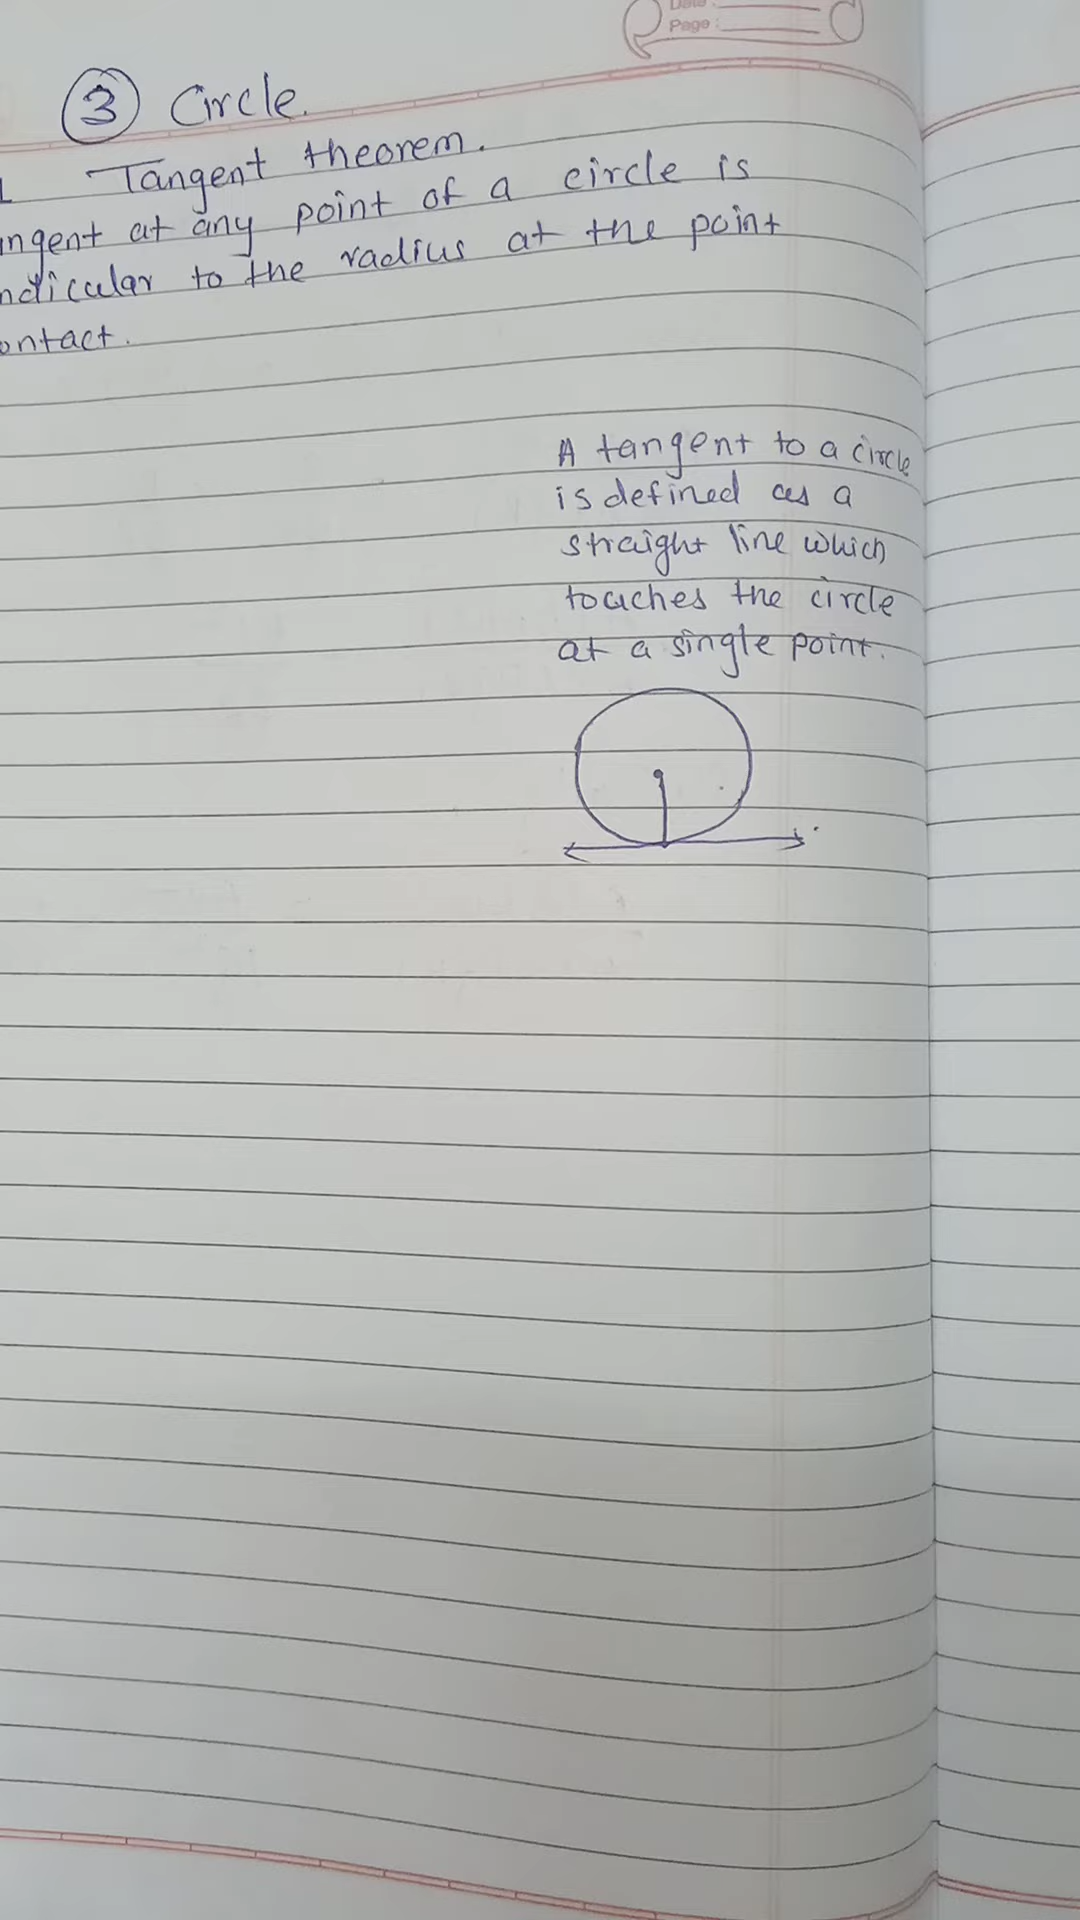 Date :
Page :
③ Circle.
Tangent theorem.
ngent at any point of a circle is
ndicular to the radius at the point
ontact.
A tangent to a circle
is defined as a
straight line which
touches the circle
at a single point.